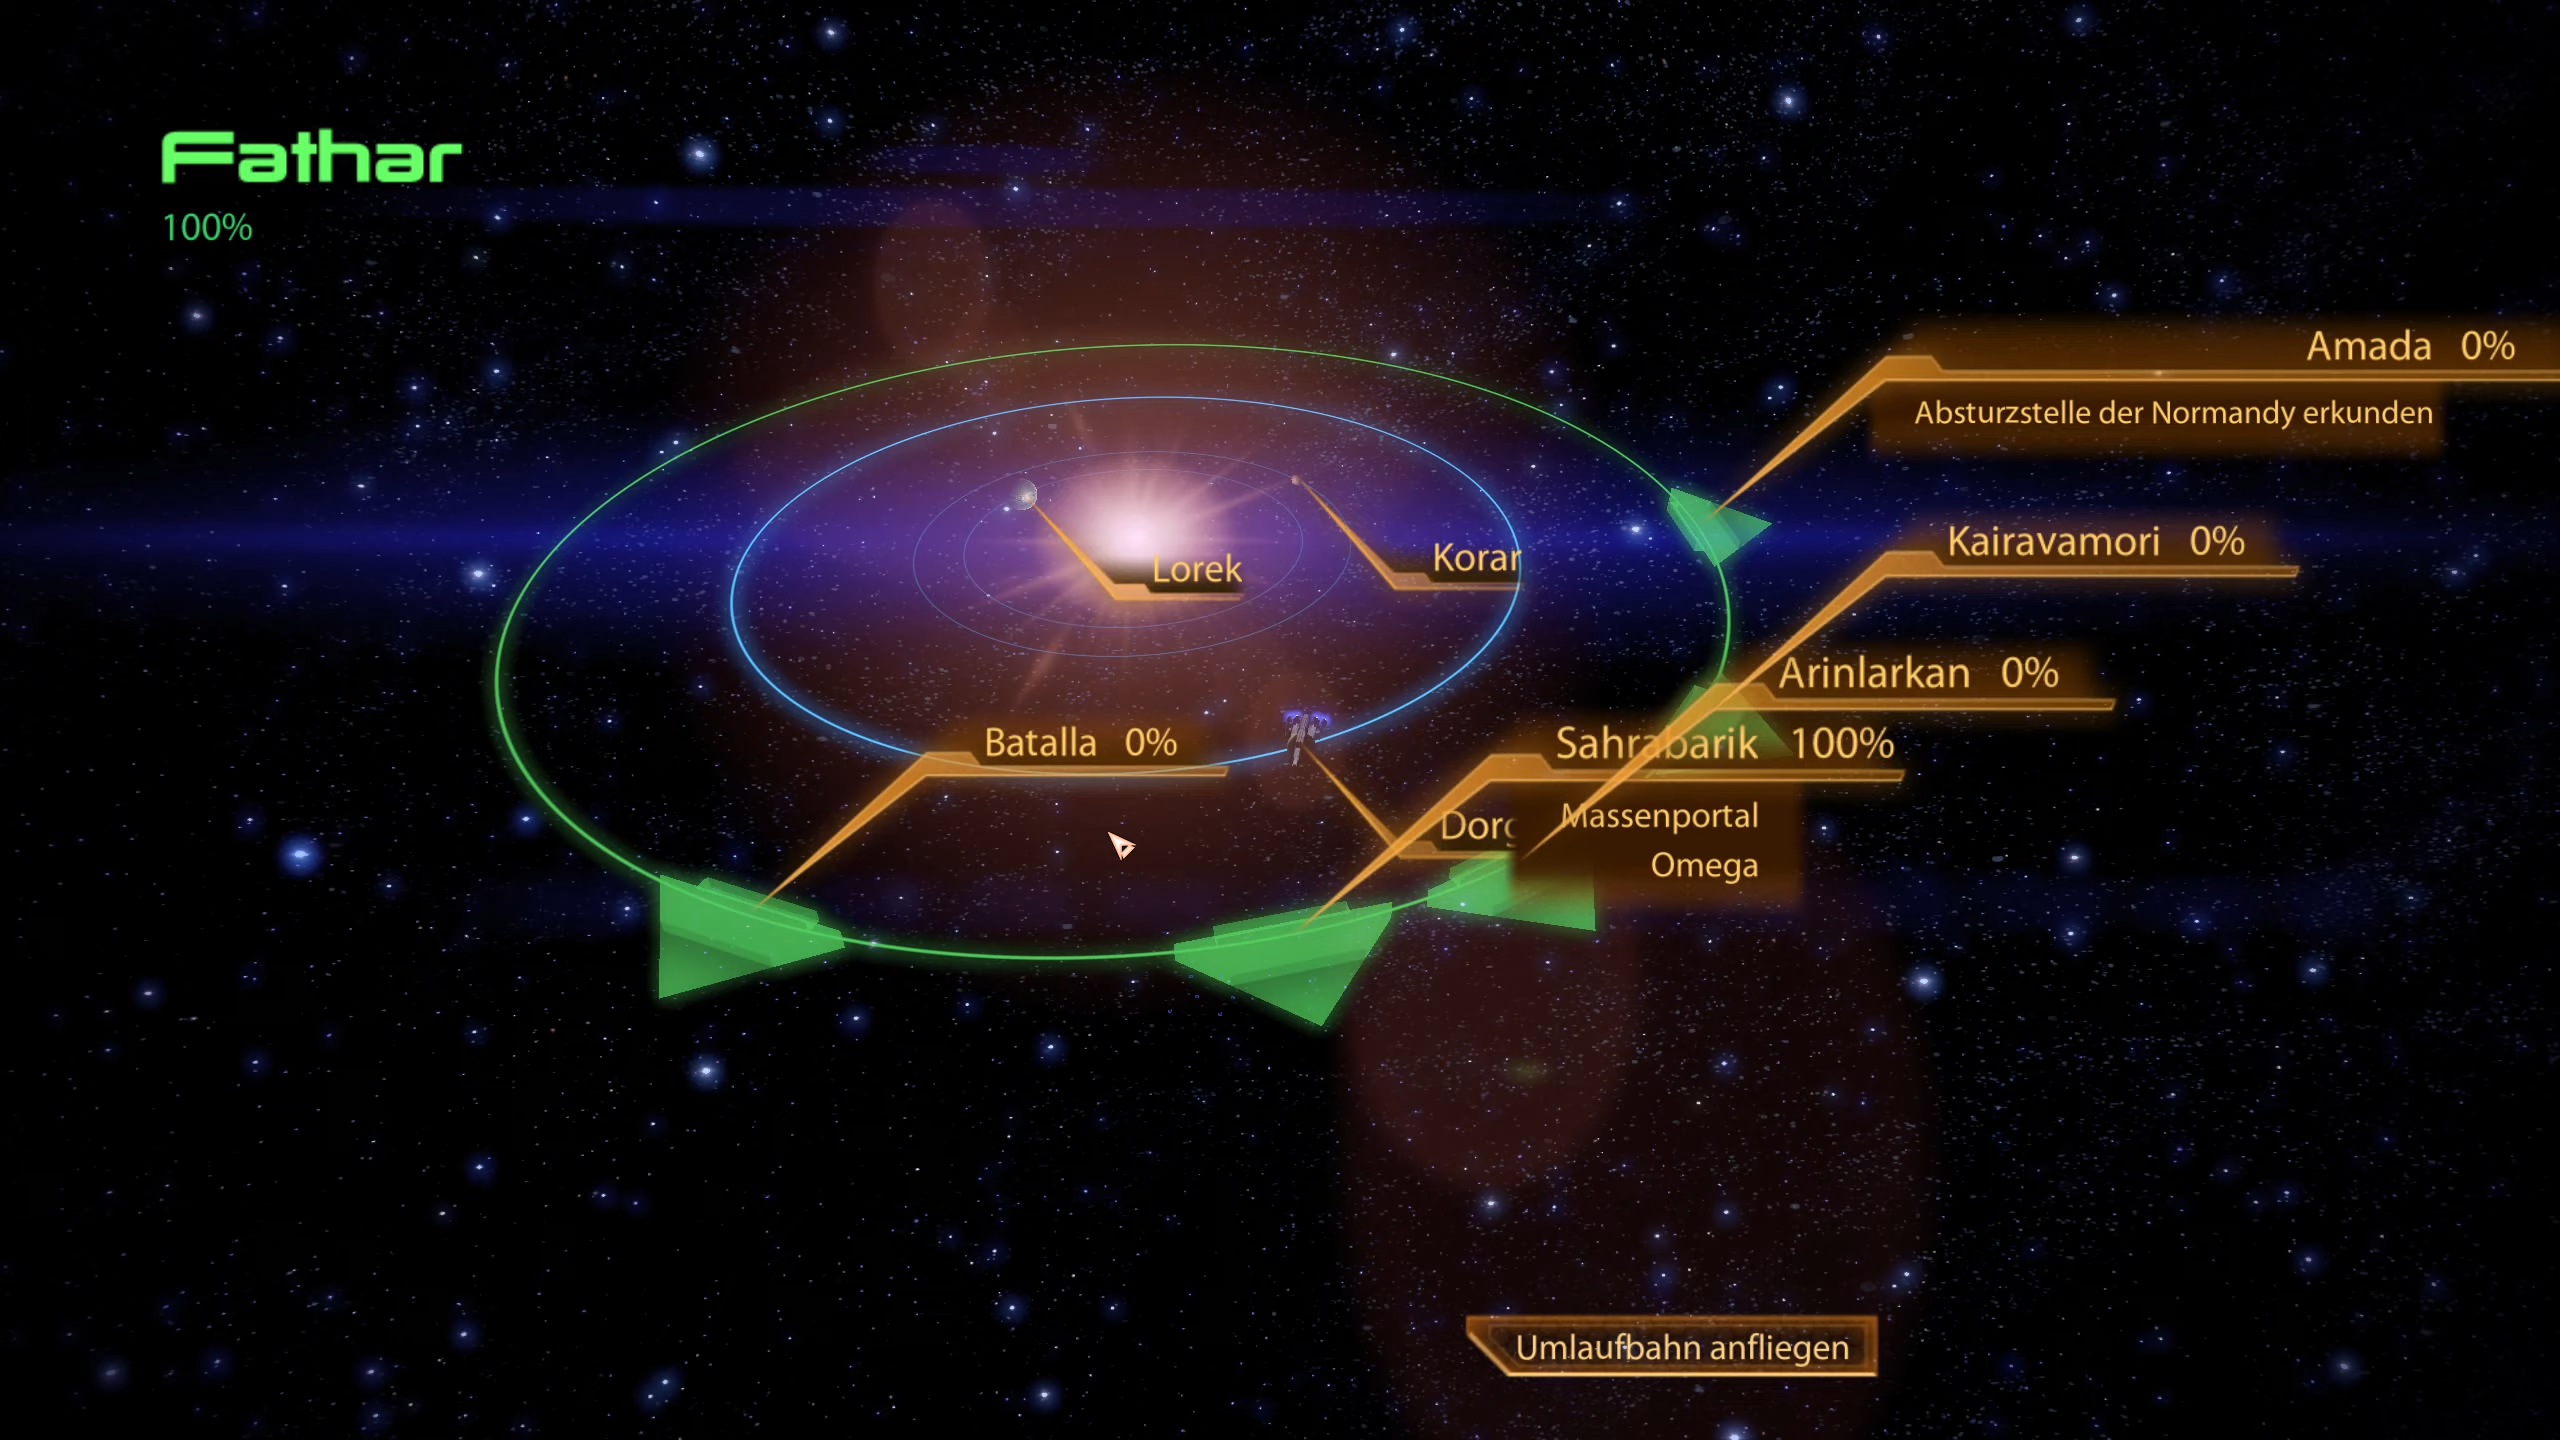 Fathar
100%
Amada 0%
Absturzstelle der Normandy erkunden
Kairavamori 0%
Lorek
Korar
Arinlarkan 0%
Batalla 0%
Sahrabarik 100%
Massenportal
Omega
Umlaufbahn anfliegen